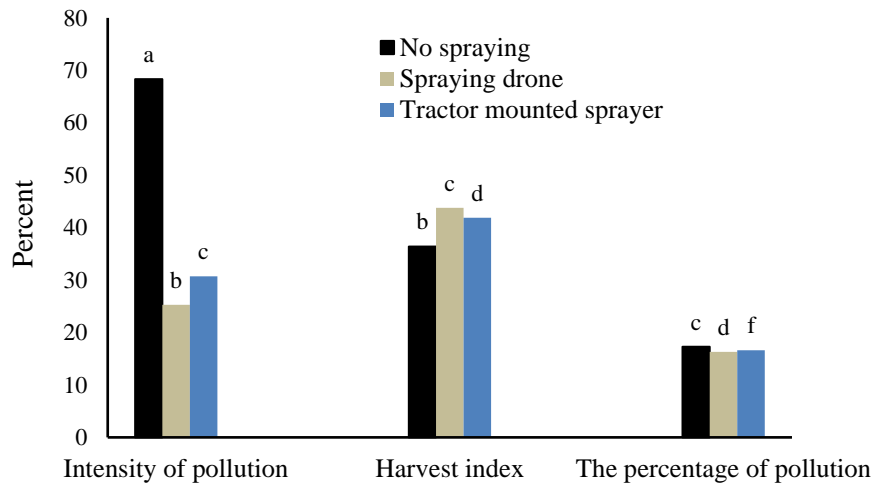 80
70
60
50
40
30
20
10
0
Percent
No spraying
Spraying drone
Tractor mounted sprayer
a
b
c
b
c
d
c
d
f
Intensity of pollution
Harvest index
The percentage of pollution